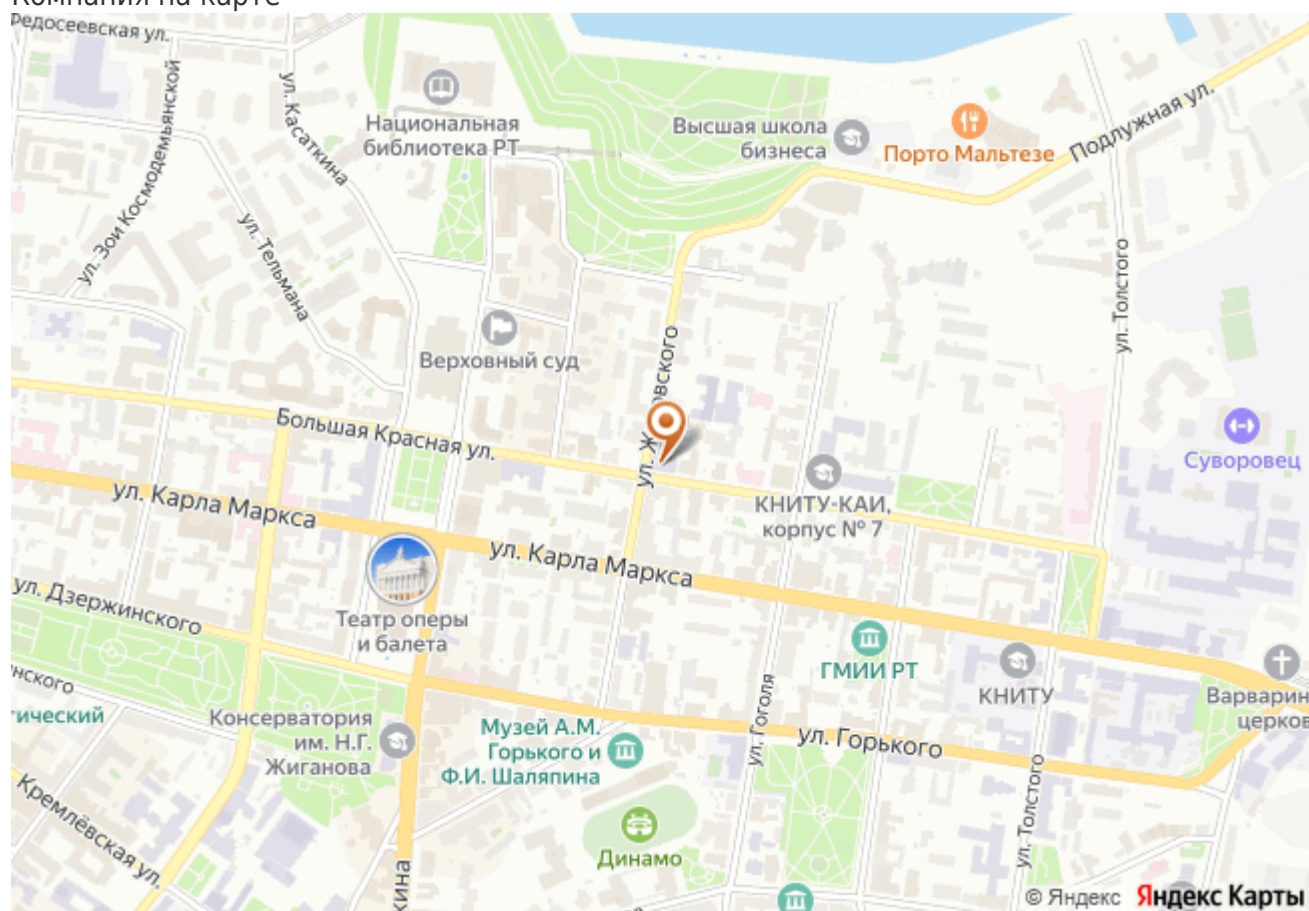 Компания на карте
Федосеевская ул.
ул. Зои Космодемьянской
ул. Касаткина
ул. Тельмана
Национальная
библиотека РТ
Высшая школа
бизнеса
Порто Мальтезе
Подлужная ул.
ул. Толстого
Верховный суд
Суворовец
Большая Красная ул.
КНИТУ-КАИ,
корпус № 7
ул. Карла Маркса
ул. Карла Маркса
Театр оперы
и балета
ул. Дзержинского
ГМИИ РТ
КНИТУ
Консерватория
им. Н.Г.
Жиганова
Музей А.М.
Горького и
Ф.И. Шаляпина
ул. Гоголя
ул. Горького
ул. Толстого
Кремлёвская ул.
Динамо
© Яндекс Яндекс Карты